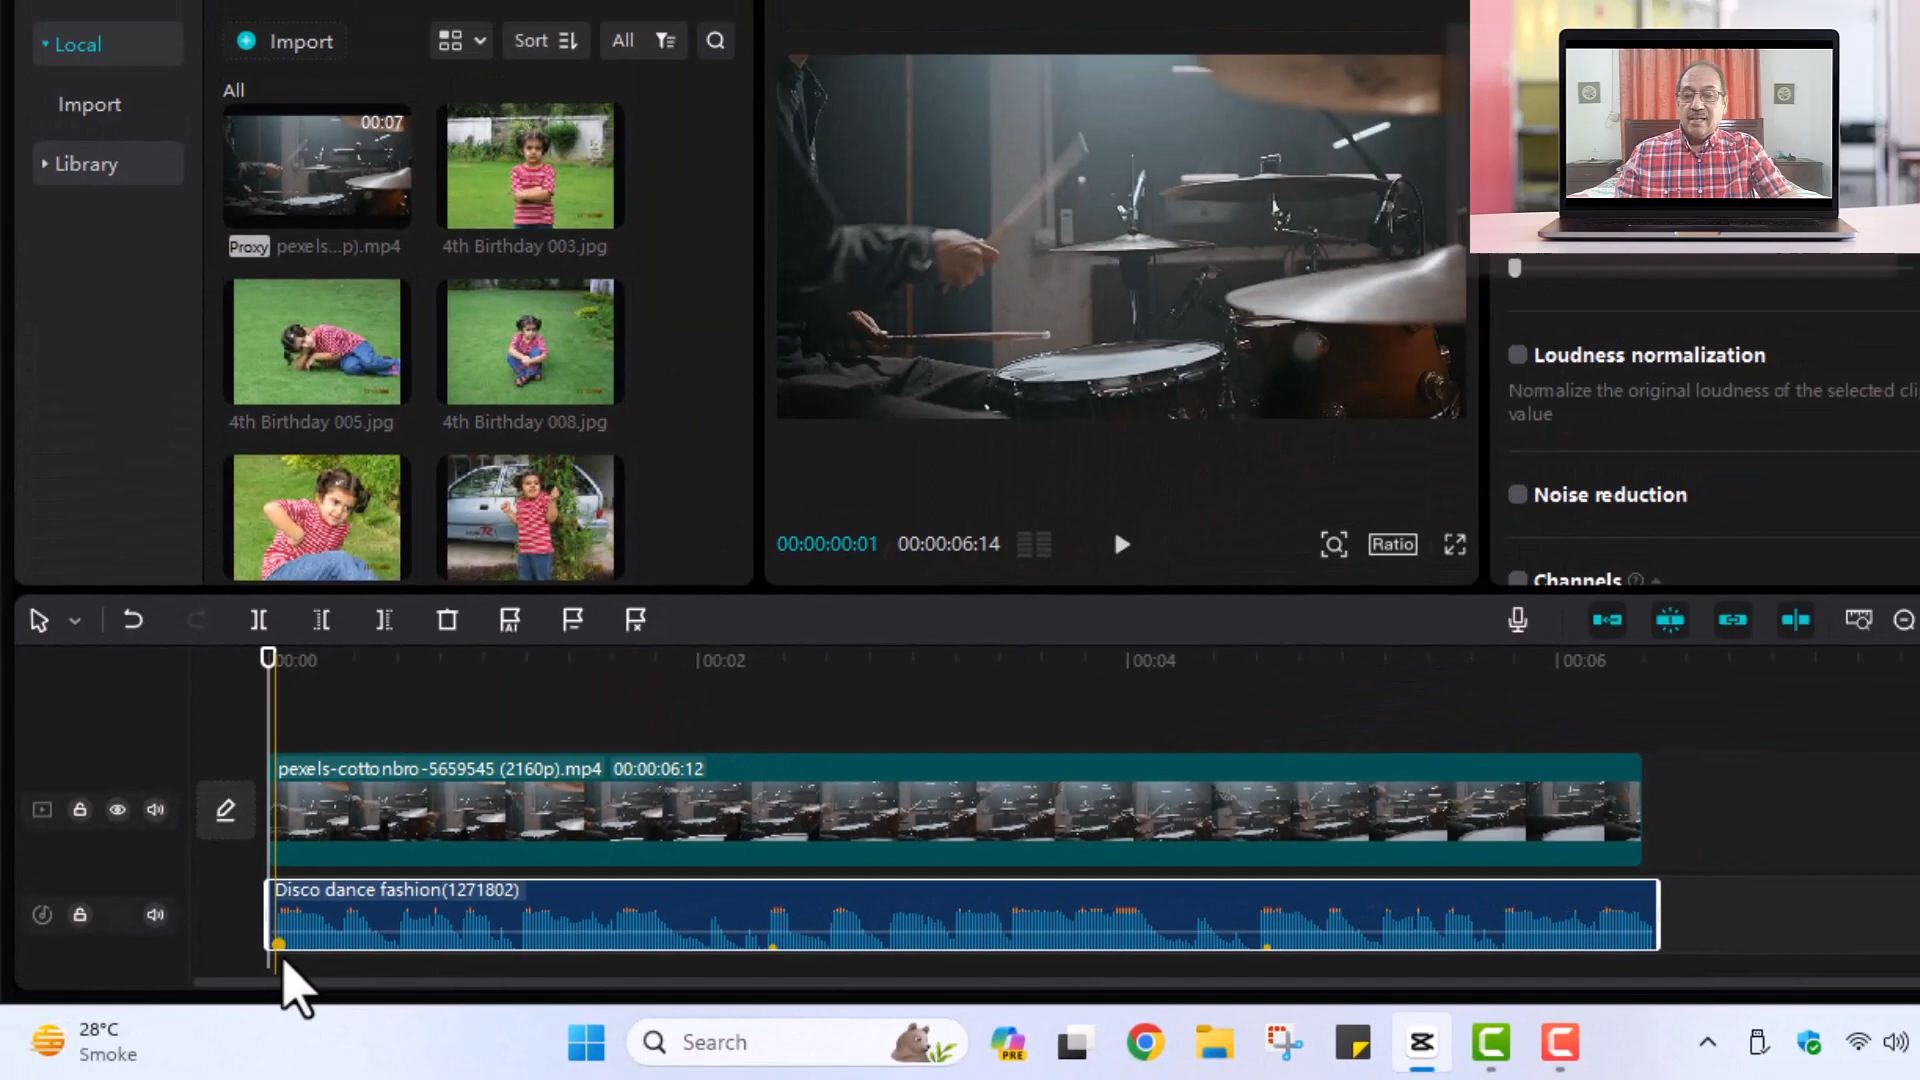 Local
Import
Library
Import
Sort
All
All
00:07
Proxy pexels...p).mp4
4th Birthday 003.jpg
4th Birthday 005.jpg
4th Birthday 008.jpg
00:00:00:01
00:00:06:14
Ratio
Loudness normalization
Normalize the original loudness of the selected cli
value
Noise reduction
Channels
AI
00:00
00:02
00:04
00:06
pexels-cottonbro-5659545 (2160p).mp4 00:00:06:12
Disco dance fashion(1271802)
28°C
Smoke
Search
PRE